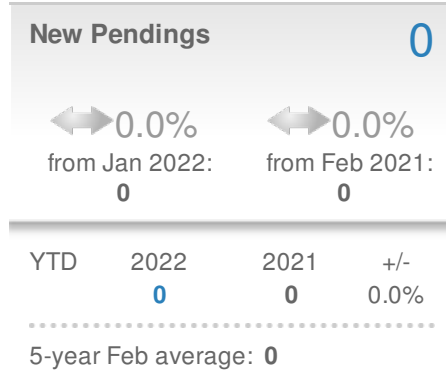 New Pendings 0
0.0% 0.0%
from Jan 2022: from Feb 2021:
0 0
YTD 2022 2021 +/-
0 0 0.0%
5-year Feb average: 0